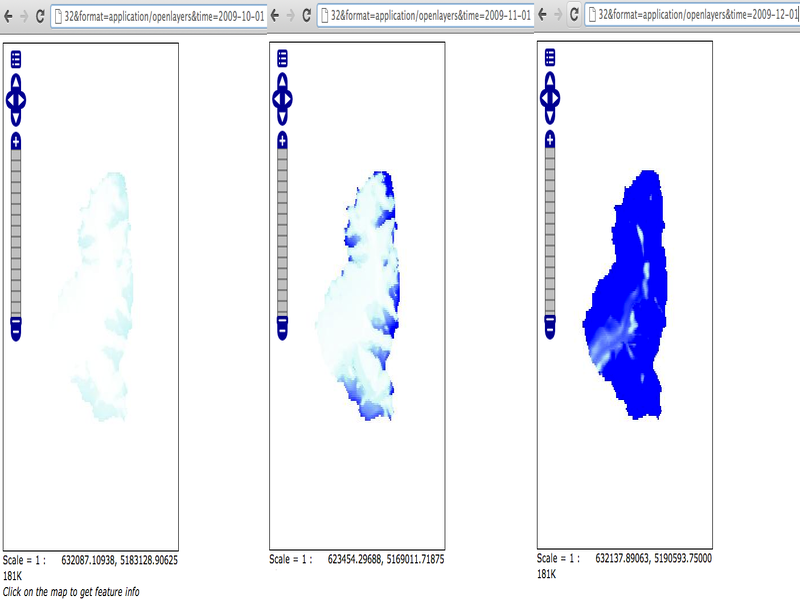 32&format=application/openlayers&time=2009-10-01
32&format=application/openlayers&time=2009-11-01
32&format=application/openlayers&time=2009-12-01
Scale = 1 : 632087.10938, 5183128.90625
181K
Click on the map to get feature info
Scale = 1 : 623454.29688, 5169011.71875
Scale = 1 : 632137.89063, 5190593.75000
181K